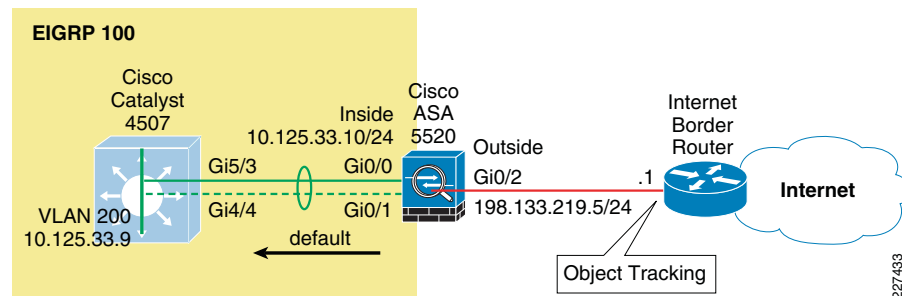 EIGRP 100
Cisco
Catalyst
4507
Inside
10.125.33.10/24
Cisco
ASA
5520
Outside
Internet
Border
Router
Gi5/3
Gi0/0
Gi0/2
.1
Internet
VLAN 200
10.125.33.9
Gi4/4
Gi0/1
198.133.219.5/24
default
Object Tracking
227433